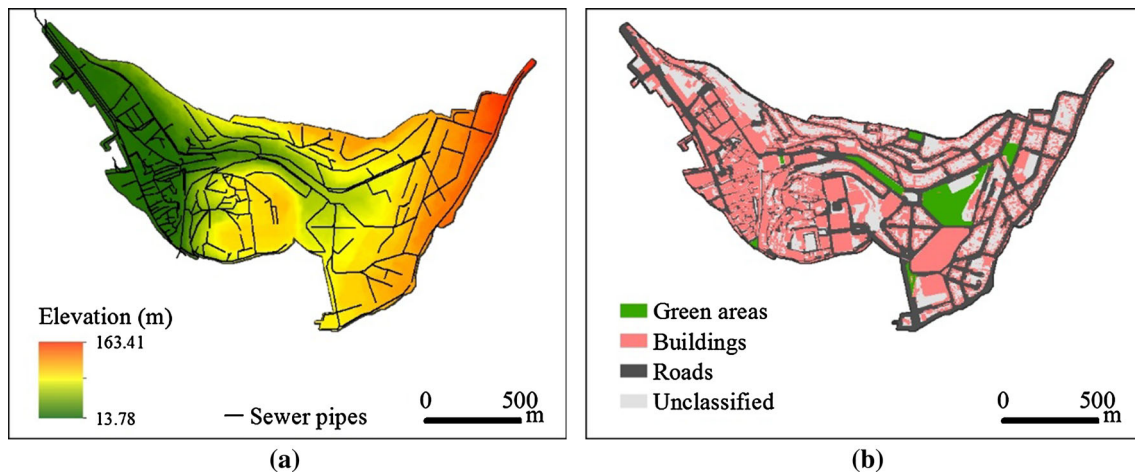 Elevation (m)
163.41
13.78
Sewer pipes
0 500
m
(a)
Green areas
Buildings
Roads
Unclassified
0 500
m
(b)